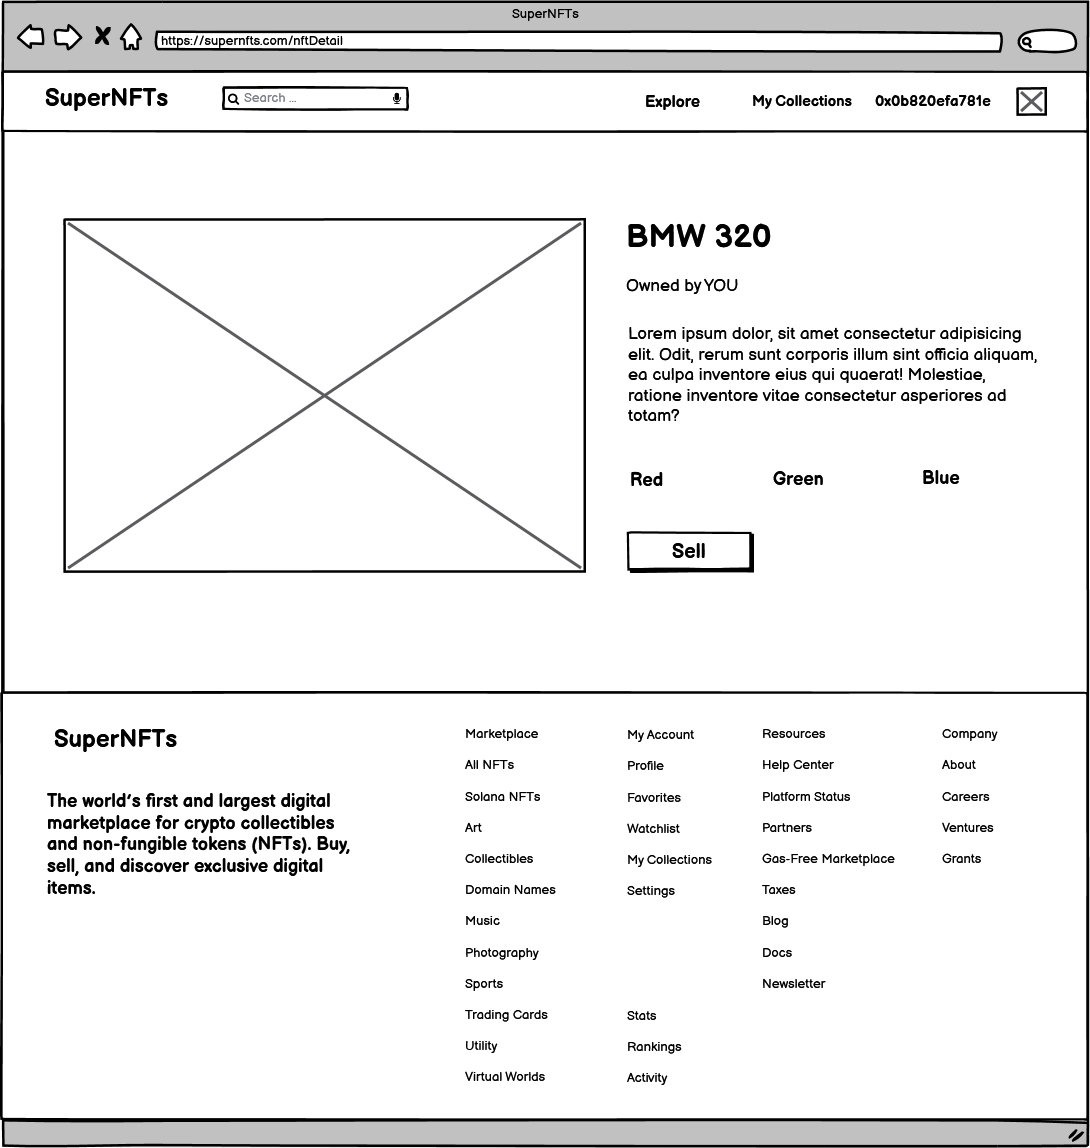 SuperNFTs
https://supernfts.com/nftDetail
SuperNFTs
Search ...
Explore
My Collections
0x0b820efa781e
BMW 320
Owned by YOU
Lorem ipsum dolor, sit amet consectetur adipisicing
elit. Odit, rerum sunt corporis illum sint officia aliquam,
ea culpa inventore eius qui quaerat! Molestiae,
ratione inventore vitae consectetur asperiores ad
totam?
Red
Green
Blue
Sell
SuperNFTs
The world's first and largest digital
marketplace for crypto collectibles
and non-fungible tokens (NFTs). Buy,
sell, and discover exclusive digital
items.
Marketplace
All NFTs
Solana NFTs
Art
Collectibles
Domain Names
Music
Photography
Sports
Trading Cards
Utility
Virtual Worlds
My Account
Profile
Favorites
Watchlist
My Collections
Settings
Stats
Rankings
Activity
Resources
Help Center
Platform Status
Partners
Gas-Free Marketplace
Taxes
Blog
Docs
Newsletter
Company
About
Careers
Ventures
Grants